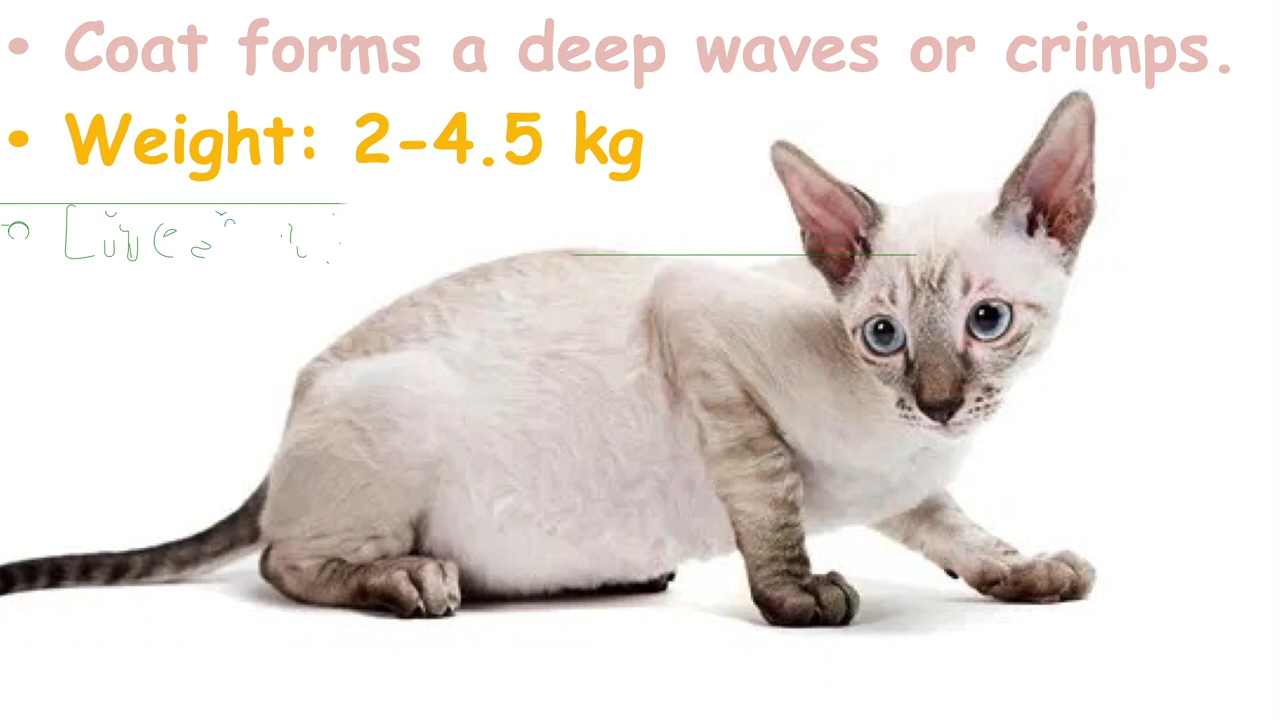 • Coat forms a deep waves or crimps.
• Weight: 2-4.5 kg